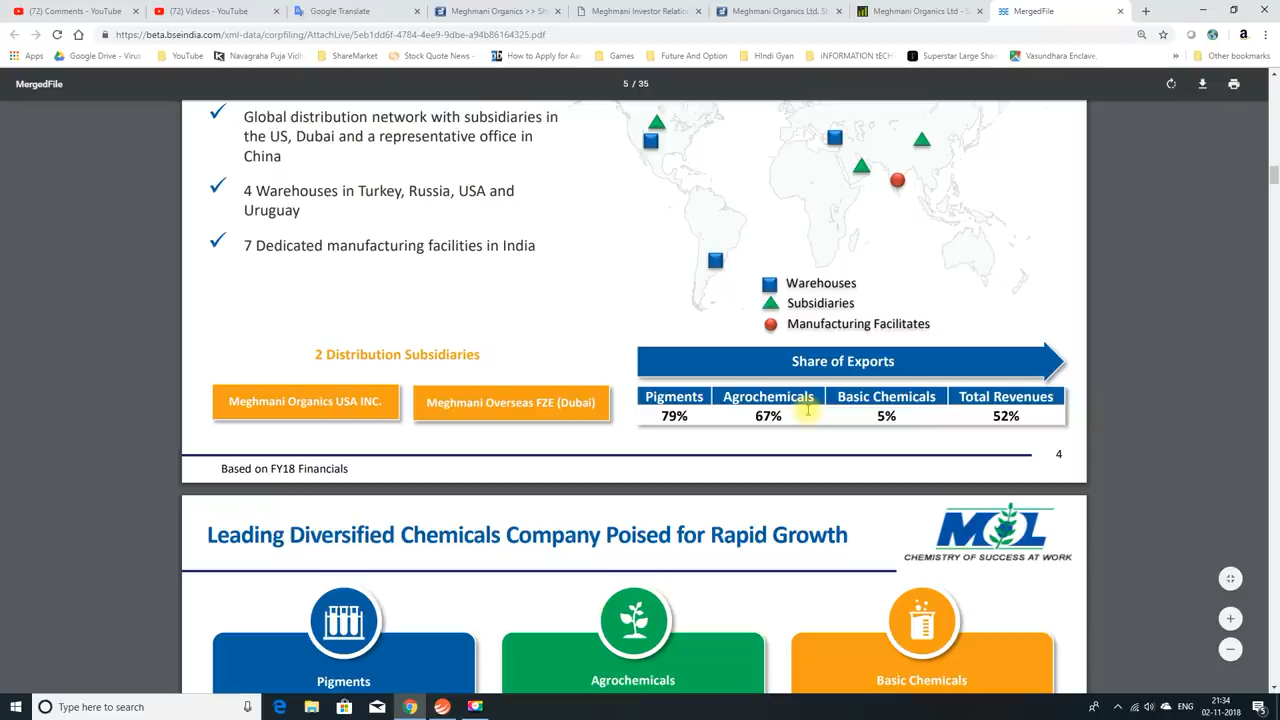 (72) Comments - YouTube
(72) Videos - YouTube
Google Translate
Meghmani Organics >> Sh
Meghmani Investor Relatio
Meghmani Organics Ltd. St
Meghmani Organics Ltd - S
MergedFile
https://beta.bseindia.com/xml-data/corpfiling/AttachLive/5eb1dd6f-4784-4ee9-9dbe-a94b86164325.pdf
Apps
Google Drive - Virus
YouTube
Navagraha Puja Vidh
ShareMarket
Stock Quote News -
How to Apply for an
Games
Future And Option
HIndi Gyan
iNFORMATION tECH
Superstar Large Shar
Vasundhara Enclave,
»
Other bookmarks
MergedFile
5 / 35
Global distribution network with subsidiaries in
the US, Dubai and a representative office in
China
4 Warehouses in Turkey, Russia, USA and
Uruguay
7 Dedicated manufacturing facilities in India
Warehouses
Subsidiaries
Manufacturing Facilitates
2 Distribution Subsidiaries
Meghmani Organics USA INC.
Meghmani Overseas FZE (Dubai)
Share of Exports
Pigments Agrochemicals Basic Chemicals Total Revenues
79% 67% 5% 52%
4
Based on FY18 Financials
Leading Diversified Chemicals Company Poised for Rapid Growth
MOL
CHEMISTRY OF SUCCESS AT WORK
Pigments
Agrochemicals
Basic Chemicals
Type here to search
ENG
21:34
02-11-2018